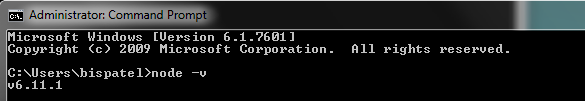 Administrator: Command Prompt
Microsoft Windows [Version 6.1.7601]
Copyright (c) 2009 Microsoft Corporation.  All rights reserved.
C:\Users\bispatel>node -v
v6.11.1